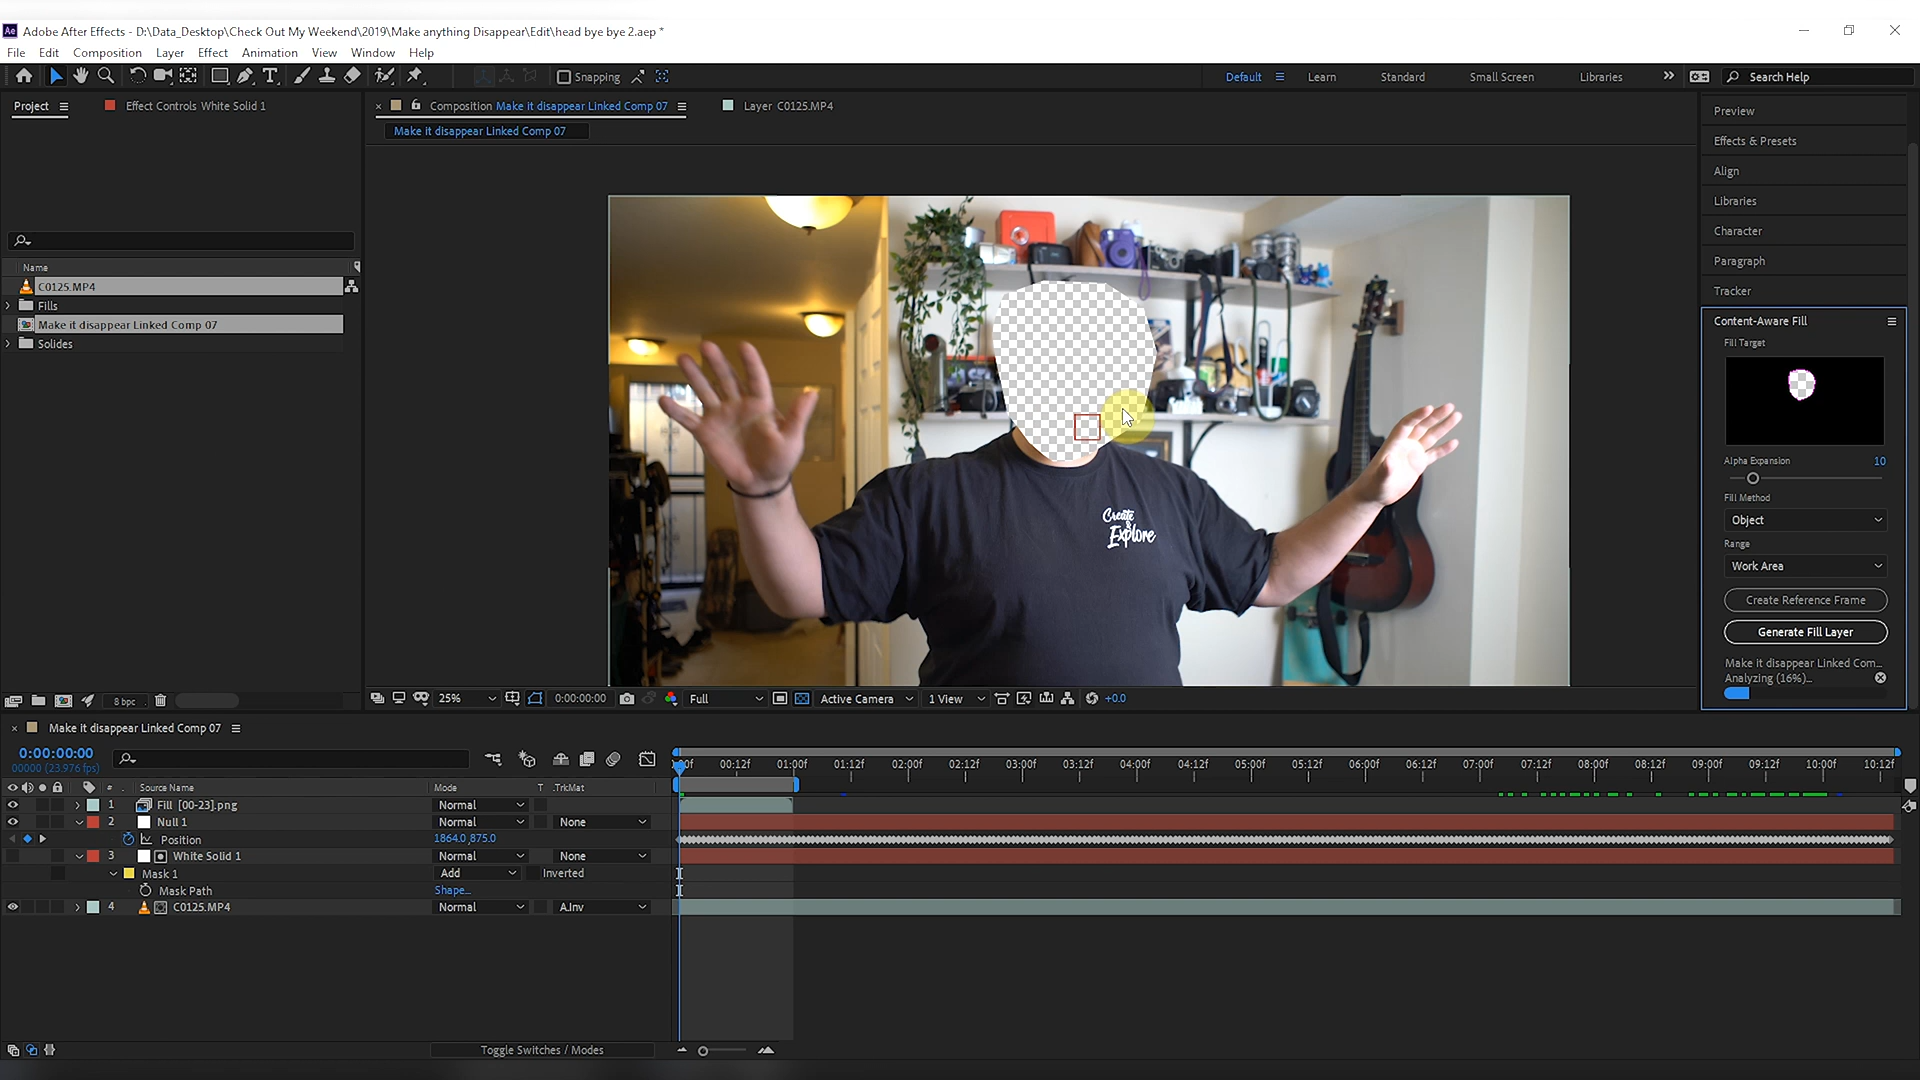 Adobe After Effects - D:\Data_Desktop\Check Out My Weekend\2019\Make anything Disappear\Edit\head bye bye 2.aep *
File Edit Composition Layer Effect Animation View Window Help
Snapping
Default Learn Standard Small Screen Libraries Search Help
Project Effect Controls White Solid 1
Composition Make it disappear Linked Comp 07
Layer C0125.MP4
Make it disappear Linked Comp 07
Name
C0125.MP4
Fills
Make it disappear Linked Comp 07
Solides
8 bpc
Create
&
Explore
25% 0:00:00:00 Full Active Camera 1 View +0.0
Preview
Effects & Presets
Align
Libraries
Character
Paragraph
Tracker
Content-Aware Fill
Fill Target
Alpha Expansion 10
Fill Method
Object
Range
Work Area
Create Reference Frame
Generate Fill Layer
Make it disappear Linked Com...
Analyzing (16%)...
Make it disappear Linked Comp 07
0:00:00:00
00000 (23.976 fps)
00:12f 01:00f 01:12f 02:00f 02:12f 03:00f 03:12f 04:00f 04:12f 05:00f 05:12f 06:00f 06:12f 07:00f 07:12f 08:00f 08:12f 09:00f 09:12f 10:00f 10:12f
# Source Name Mode T .TrkMat
1 Fill [00-23].png Normal
2 Null 1 Normal None
Position 1864.0,875.0
3 White Solid 1 Normal None
Mask 1 Add Inverted
Mask Path Shape...
4 C0125.MP4 Normal A.Inv
Toggle Switches / Modes